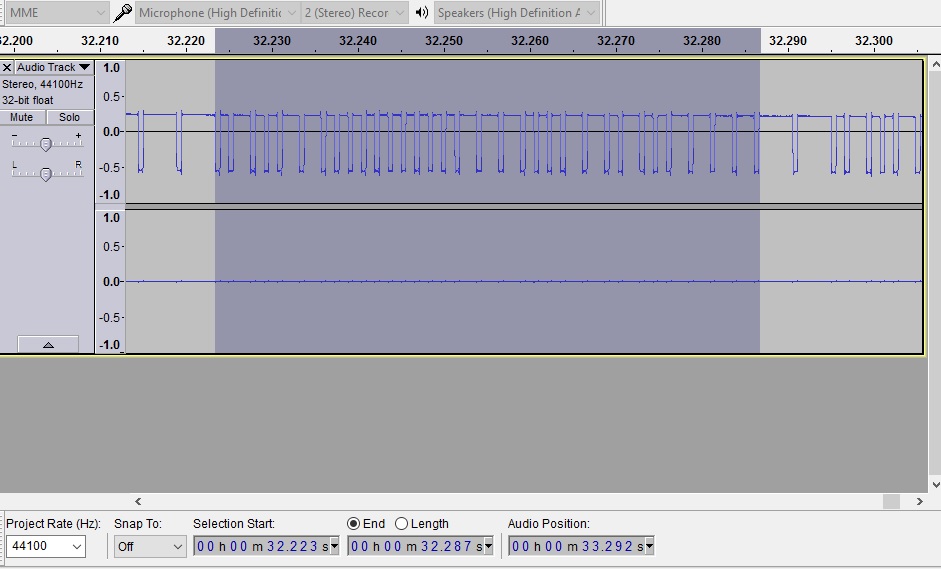 MME
Microphone (High Definitio
2 (Stereo) Recor
Speakers (High Definition A
32.200 32.210 32.220 32.230 32.240 32.250 32.260 32.270 32.280 32.290 32.300
X Audio Track
Stereo, 44100Hz
32-bit float
Mute Solo
- +
L R
1.0
0.5-
0.0-
-0.5-
-1.0
1.0
0.5-
0.0-
-0.5-
-1.0
Project Rate (Hz): Snap To: Selection Start: End Length Audio Position:
44100 Off 00 h 00 m 32.223 s 00 h 00 m 32.287 s 00 h 00 m 33.292 s